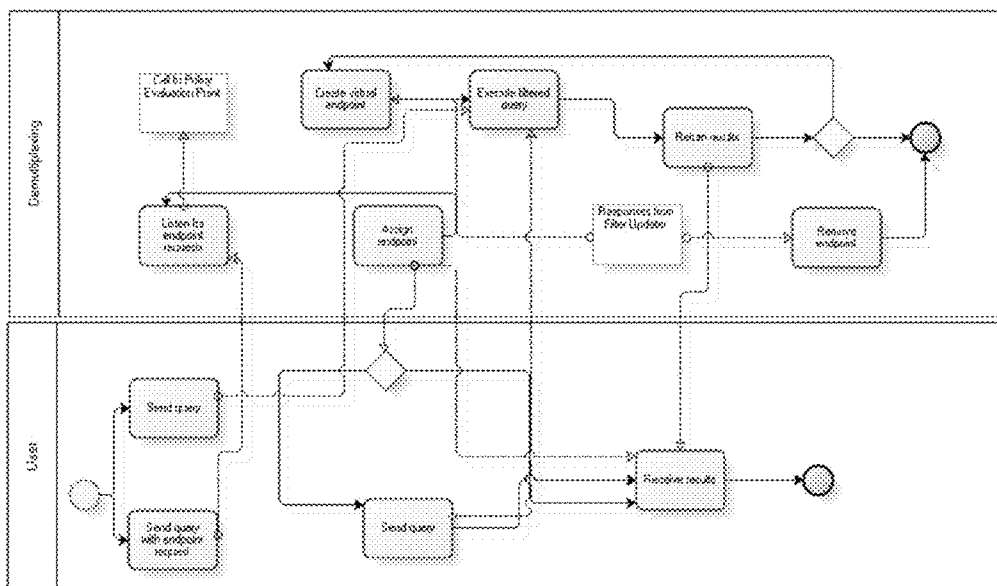 Demultiplexing
Call to Policy
Evaluation Point
Create virtual
endpoint
Execute filtered
query
Return results
Listen for
endpoint
requests
Assign
endpoint
Responses from
Filter Updater
Remove
endpoint
User
Send query
Send query
with endpoint
request
Send query
Receive results